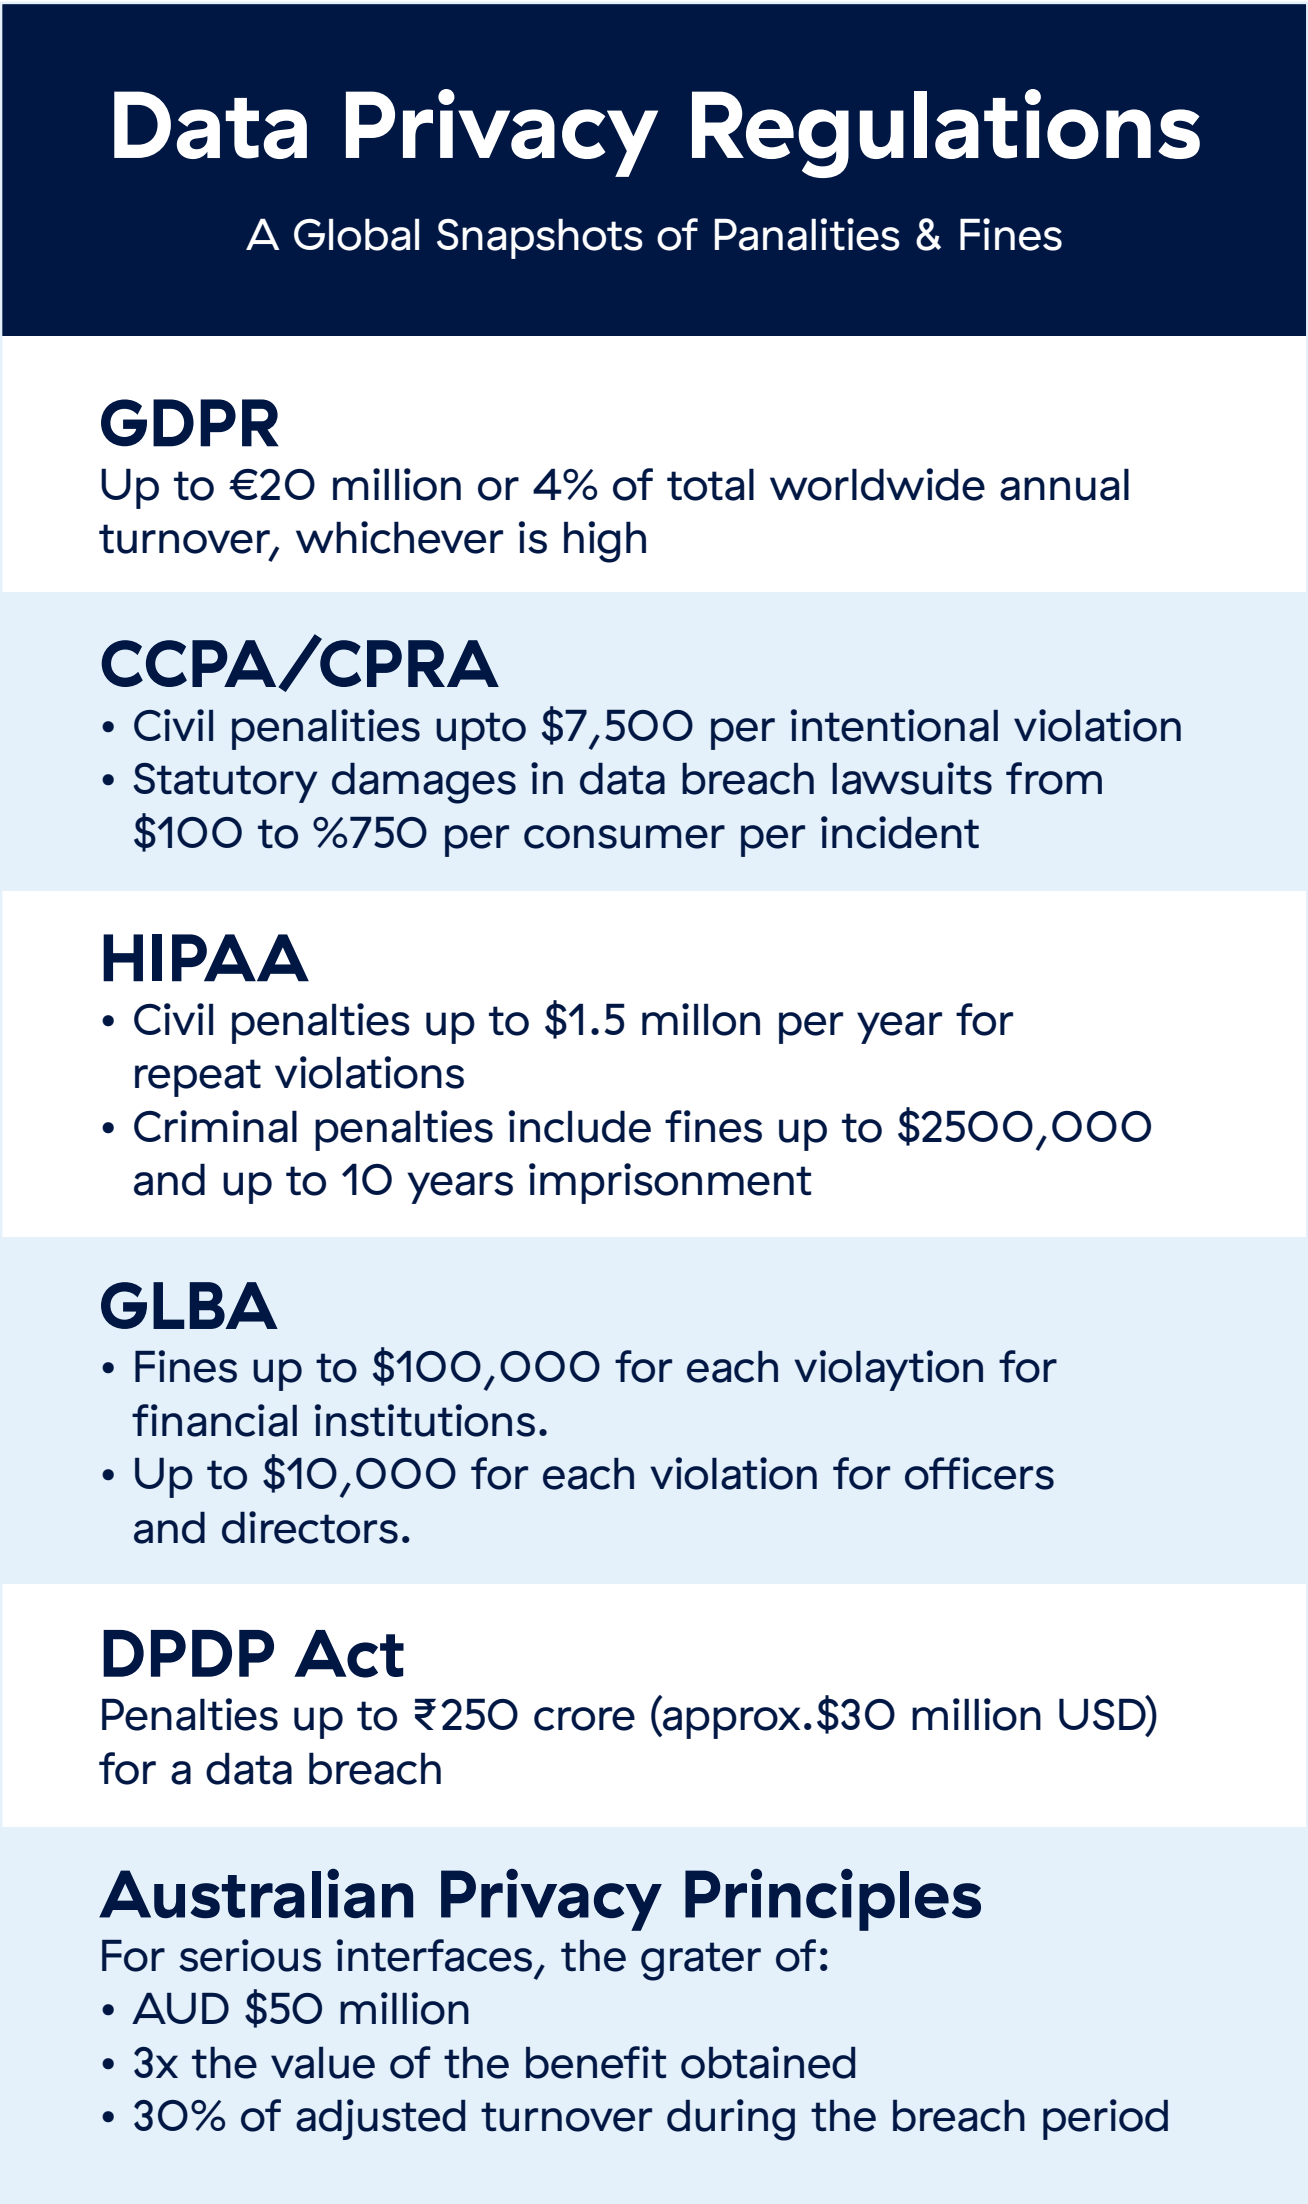 Data Privacy Regulations
A Global Snapshots of Panalities & Fines
GDPR
Up to €20 million or 4% of total worldwide annual
turnover, whichever is high
CCPA/CPRA
• Civil penalities upto $7,500 per intentional violation
• Statutory damages in data breach lawsuits from
$100 to %750 per consumer per incident
HIPAA
• Civil penalties up to $1.5 millon per year for
repeat violations
• Criminal penalties include fines up to $2500,000
and up to 10 years imprisonment
GLBA
• Fines up to $100,000 for each violaytion for
financial institutions.
• Up to $10,000 for each violation for officers
and directors.
DPDP Act
Penalties up to ₹250 crore (approx.$30 million USD)
for a data breach
Australian Privacy Principles
For serious interfaces, the grater of:
• AUD $50 million
• 3x the value of the benefit obtained
• 30% of adjusted turnover during the breach period